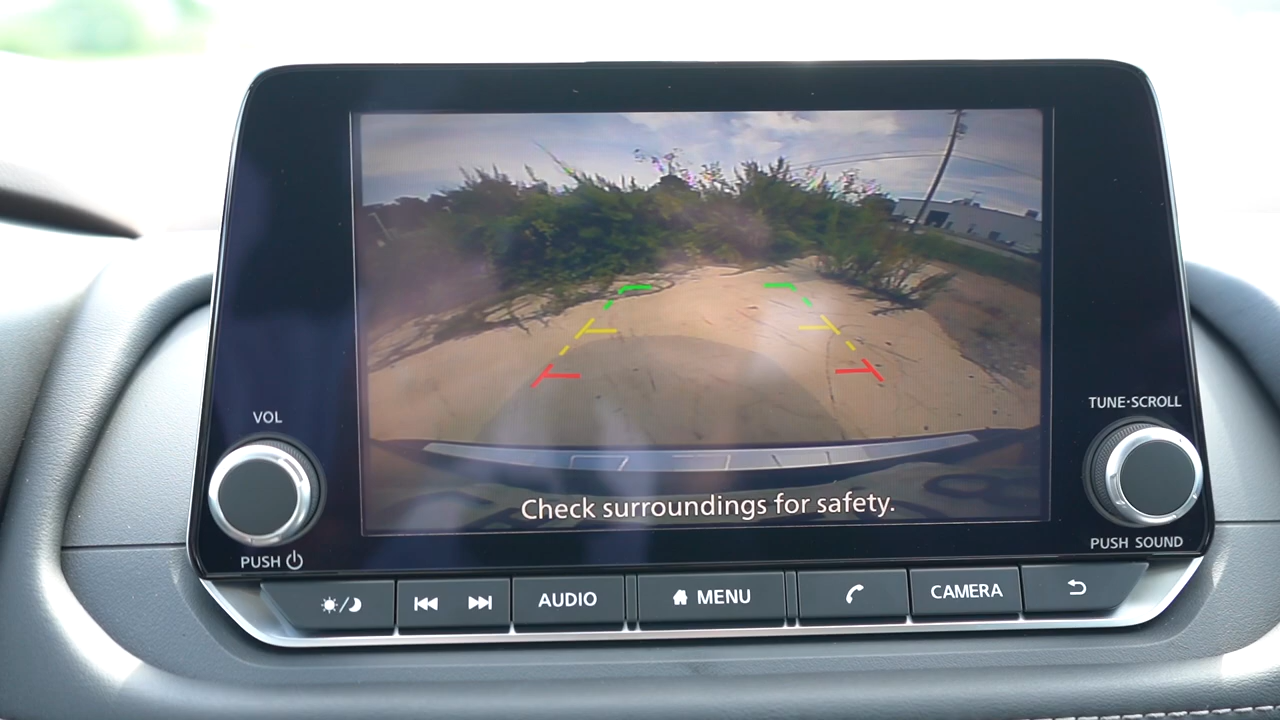 Check surroundings for safety.
VOL
PUSH
TUNE·SCROLL
PUSH SOUND
AUDIO
MENU
CAMERA